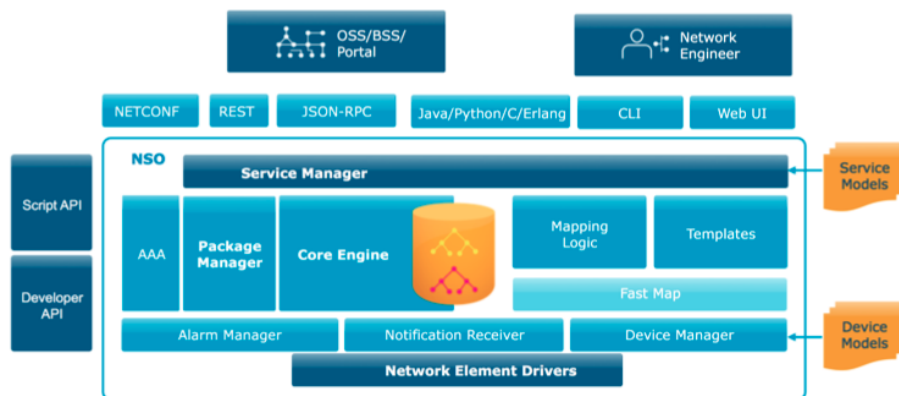 OSS/BSS/
Portal
Network
Engineer
NETCONF
REST
JSON-RPC
Java/Python/C/Erlang
CLI
Web UI
NSO
Service Manager
Service
Models
Script API
AAA
Package
Manager
Core Engine
Mapping
Logic
Templates
Developer
API
Fast Map
Alarm Manager
Notification Receiver
Device Manager
Device
Models
Network Element Drivers